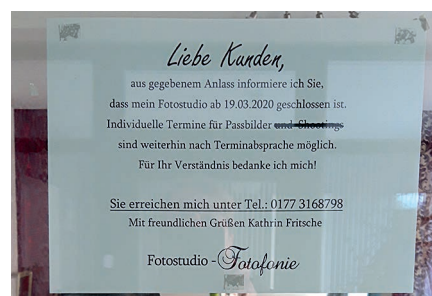 Liebe Kunden,
aus gegebenem Anlass informiere ich Sie,
dass mein Fotostudio ab 19.03.2020 geschlossen ist.
Individuelle Termine für Passbilder und Shootings
sind weiterhin nach Terminabsprache möglich.
Für Ihr Verständnis bedanke ich mich!
Sie erreichen mich unter Tel.: 0177 3168798
Mit freundlichen Grüßen Kathrin Fritsche
Fotostudio - Fotofonie